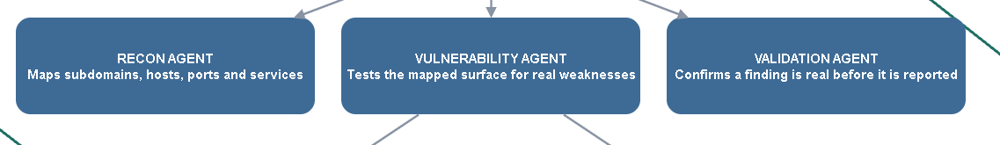 RECON AGENT
Maps subdomains, hosts, ports and services
VULNERABILITY AGENT
Tests the mapped surface for real weaknesses
VALIDATION AGENT
Confirms a finding is real before it is reported